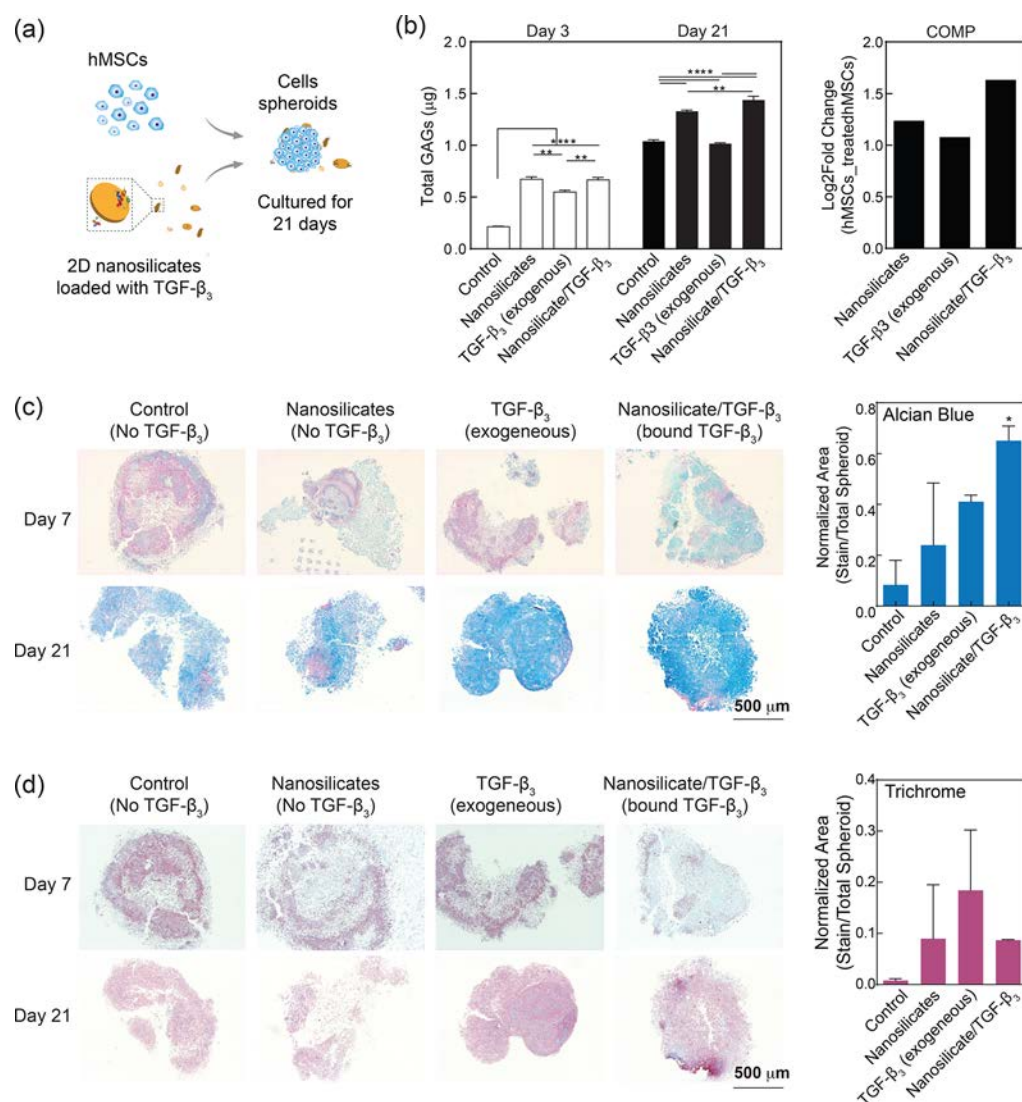 (a)
hMSCs
Cells
spheroids
Cultured for
21 days
2D nanosilicates
loaded with TGF-β₃
(b)
Day 3
Day 21
Total GAGs (μg)
2.0
1.5
1.0
0.5
0.0
****
**
****
**
**
Control
Nanosilicates
TGF-β₃ (exogenous)
Nanosilicate/TGF-β₃
Control
Nanosilicates
TGF-β3 (exogenous)
Nanosilicate/TGF-β₃
COMP
Log2Fold Change
(hMSCs_treatedhMSCs)
2.0
1.5
1.0
0.5
0.0
Nanosilicates
TGF-β3 (exogenous)
Nanosilicate/TGF-β₃
(c)
Control
(No TGF-β₃)
Nanosilicates
(No TGF-β₃)
TGF-β₃
(exogeneous)
Nanosilicate/TGF-β₃
(bound TGF-β₃)
Day 7
Day 21
500 μm
Alcian Blue
Normalized Area
(Stain/Total Spheroid)
0.8
0.6
0.4
0.2
0.0
*
Control
Nanosilicates
TGF-β₃ (exogenous)
Nanosilicate/TGF-β₃
(d)
Control
(No TGF-β₃)
Nanosilicates
(No TGF-β₃)
TGF-β₃
(exogeneous)
Nanosilicate/TGF-β₃
(bound TGF-β₃)
Day 7
Day 21
500 μm
Trichrome
Normalized Area
(Stain/Total Spheroid)
0.4
0.3
0.2
0.1
0.0
Control
Nanosilicates
TGF-β₃ (exogenous)
Nanosilicate/TGF-β₃